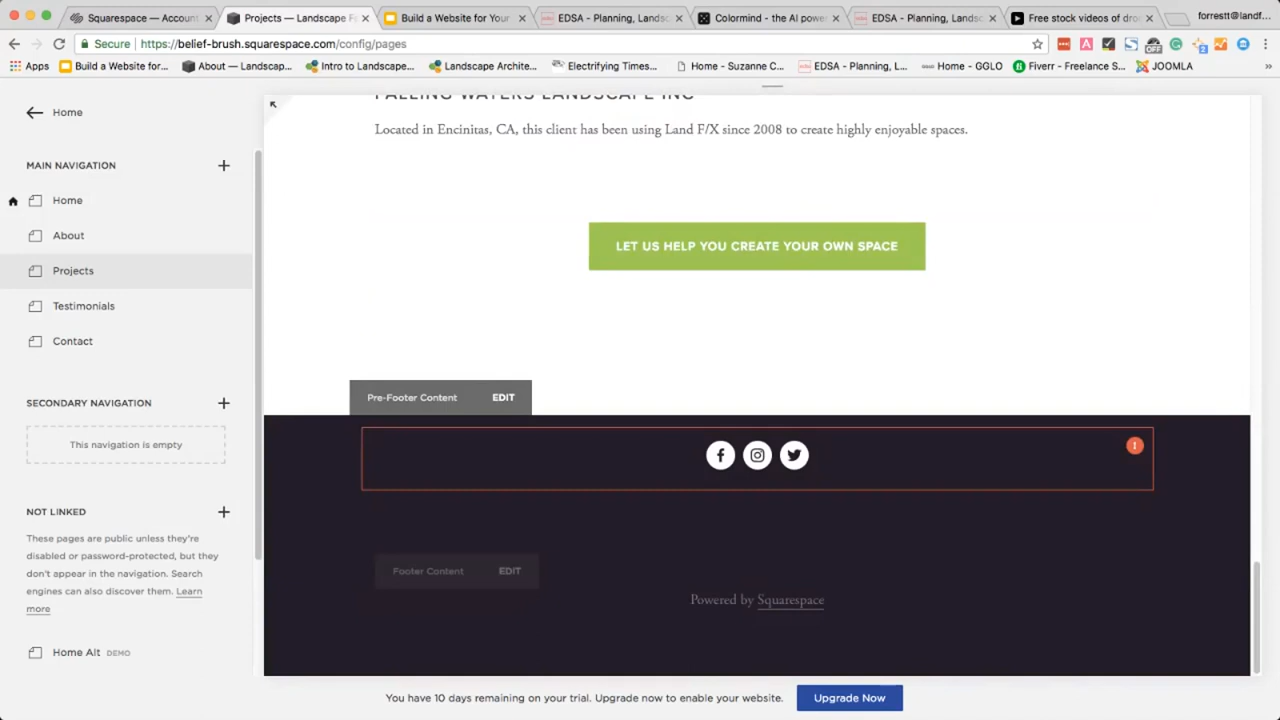 Squarespace — Account
Projects — Landscape F
Build a Website for Your
EDSA - Planning, Landsc
Colormind - the AI power
EDSA - Planning, Landsc
Free stock videos of dro
forrestt@landf...
Secure
https://belief-brush.squarespace.com/config/pages
OFF
2
Apps
Build a Website for...
About — Landscap...
Intro to Landscape...
Landscape Archite...
Electrifying Times...
Home - Suzanne C...
EDSA - Planning, L...
Home - GGLO
Fiverr - Freelance S...
JOOMLA
»
Home
MAIN NAVIGATION
Home
About
Projects
Testimonials
Contact
SECONDARY NAVIGATION
This navigation is empty
NOT LINKED
These pages are public unless they're
disabled or password-protected, but they
don't appear in the navigation. Search
engines can also discover them. Learn
more
Home Alt DEMO
FALLING WATERS LANDSCAPE INC
Located in Encinitas, CA, this client has been using Land F/X since 2008 to create highly enjoyable spaces.
LET US HELP YOU CREATE YOUR OWN SPACE
Pre-Footer Content EDIT
Footer Content EDIT
Powered by Squarespace
You have 10 days remaining on your trial. Upgrade now to enable your website.
Upgrade Now